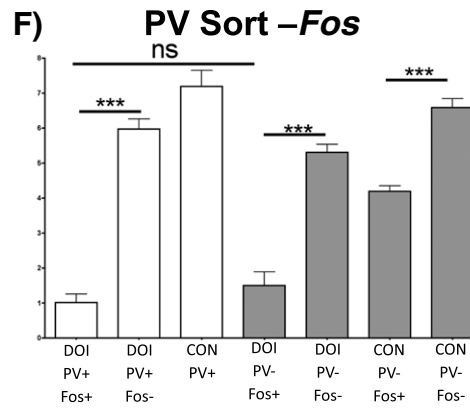 F) PV Sort –Fos
ns
*** *** ***
8
7
6
5
4
3
2
1
0
DOI DOI CON DOI DOI CON CON
PV+ PV+ PV+ PV- PV- PV- PV-
Fos+ Fos- Fos+ Fos- Fos+ Fos-